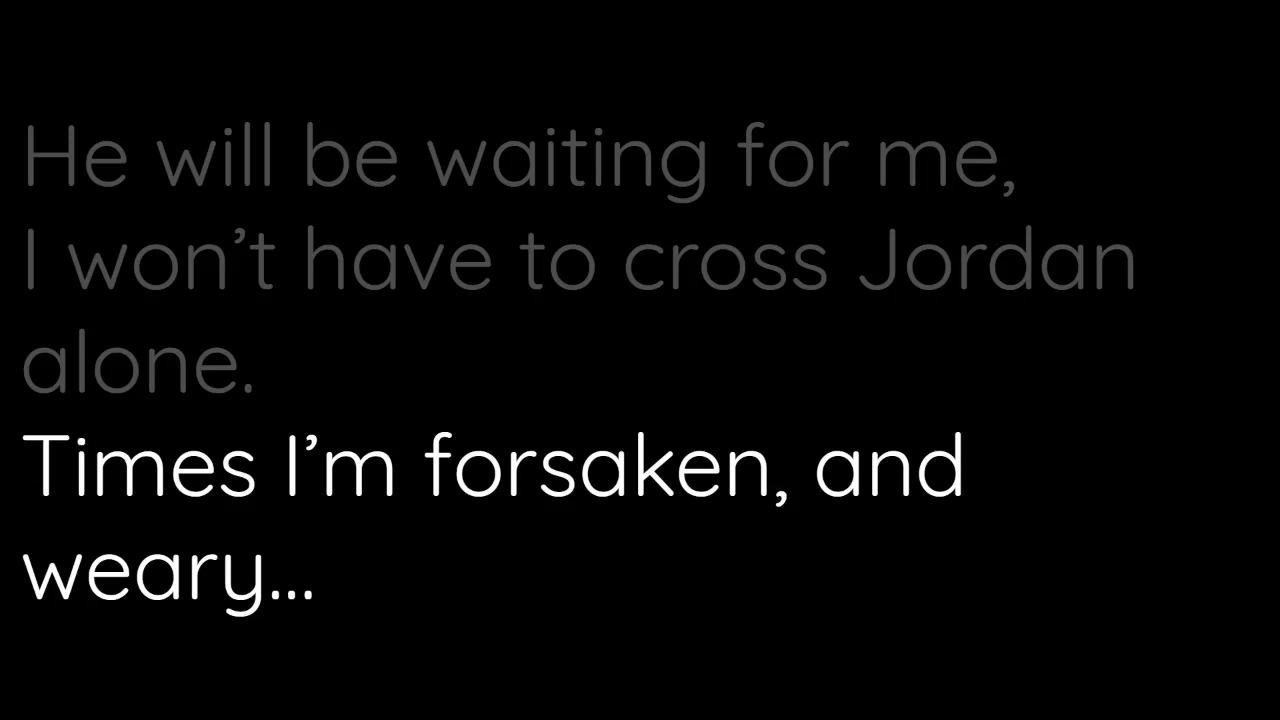 He will be waiting for me,
I won’t have to cross Jordan
alone.
Times I’m forsaken, and
weary...